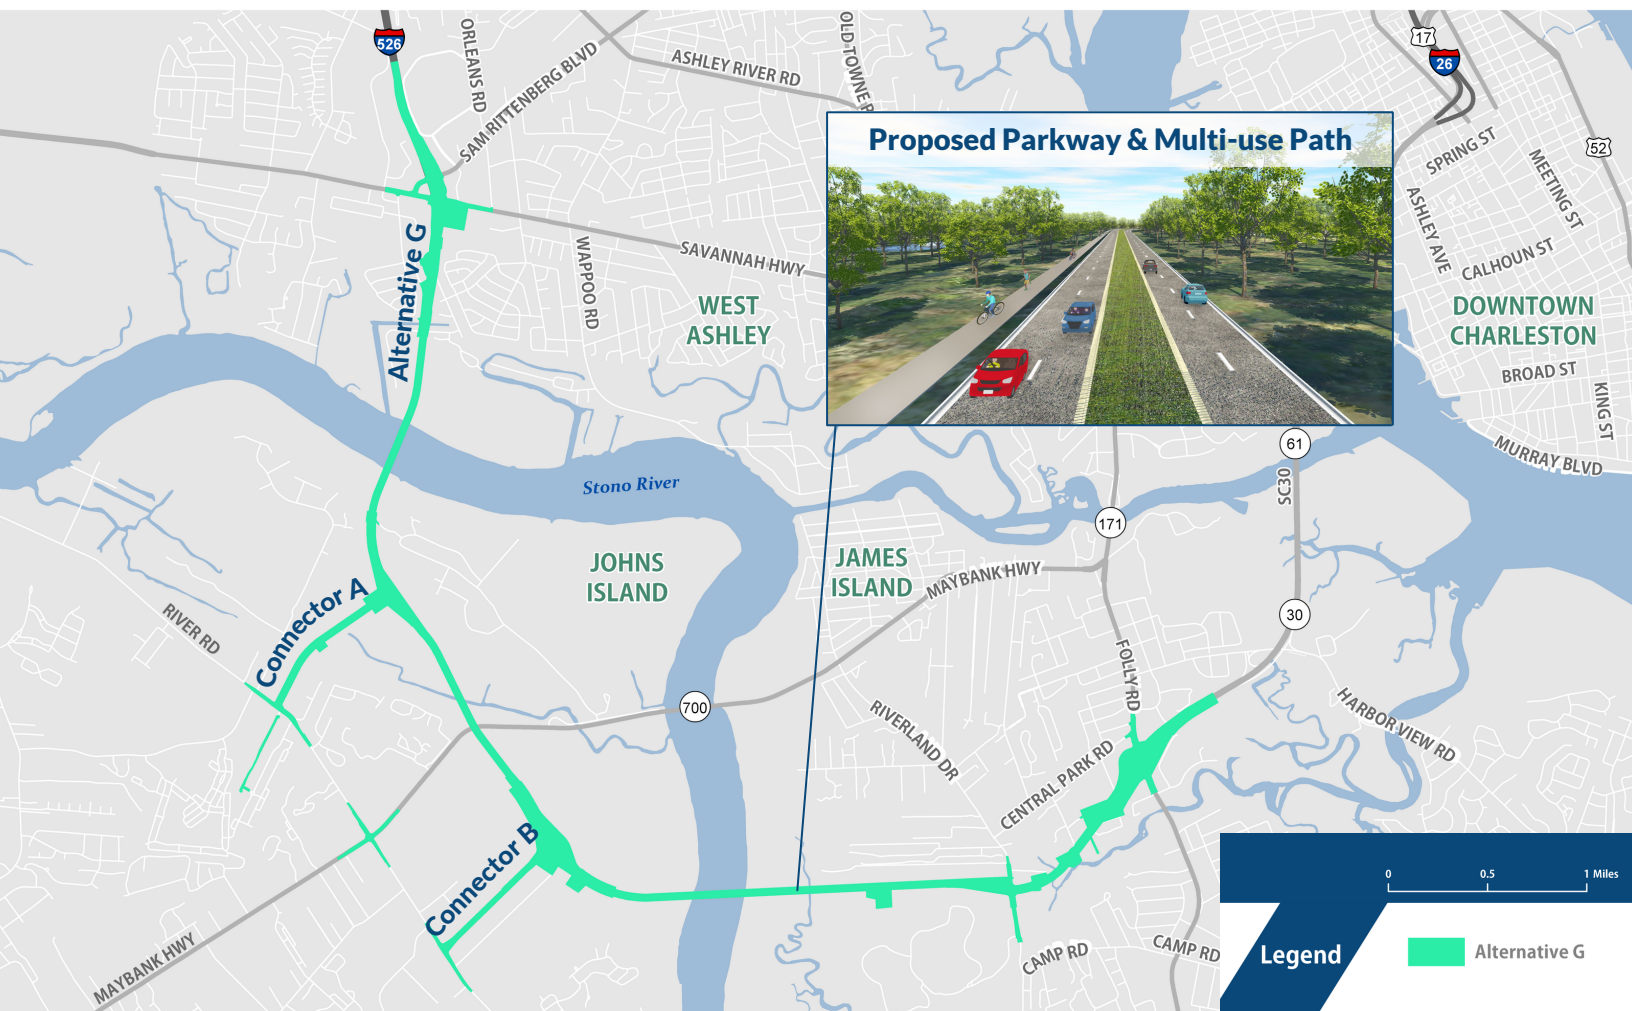 526
ORLEANS RD
SAM RITTENBERG BLVD
ASHLEY RIVER RD
OLD TOWNE R
17
26
52
SPRING ST
MEETING ST
ASHLEY AVE
CALHOUN ST
DOWNTOWN
CHARLESTON
BROAD ST
KING ST
MURRAY BLVD
Proposed Parkway & Multi-use Path
Alternative G
WAPPOO RD
SAVANNAH HWY
WEST
ASHLEY
Stono River
61
SC30
171
JOHNS
ISLAND
JAMES
ISLAND
MAYBANK HWY
30
Connector A
RIVER RD
700
FOLLY RD
RIVERLAND DR
CENTRAL PARK RD
HARBOR VIEW RD
Connector B
MAYBANK HWY
CAMP RD
CAMP RD
0 0.5 1 Miles
Legend
Alternative G